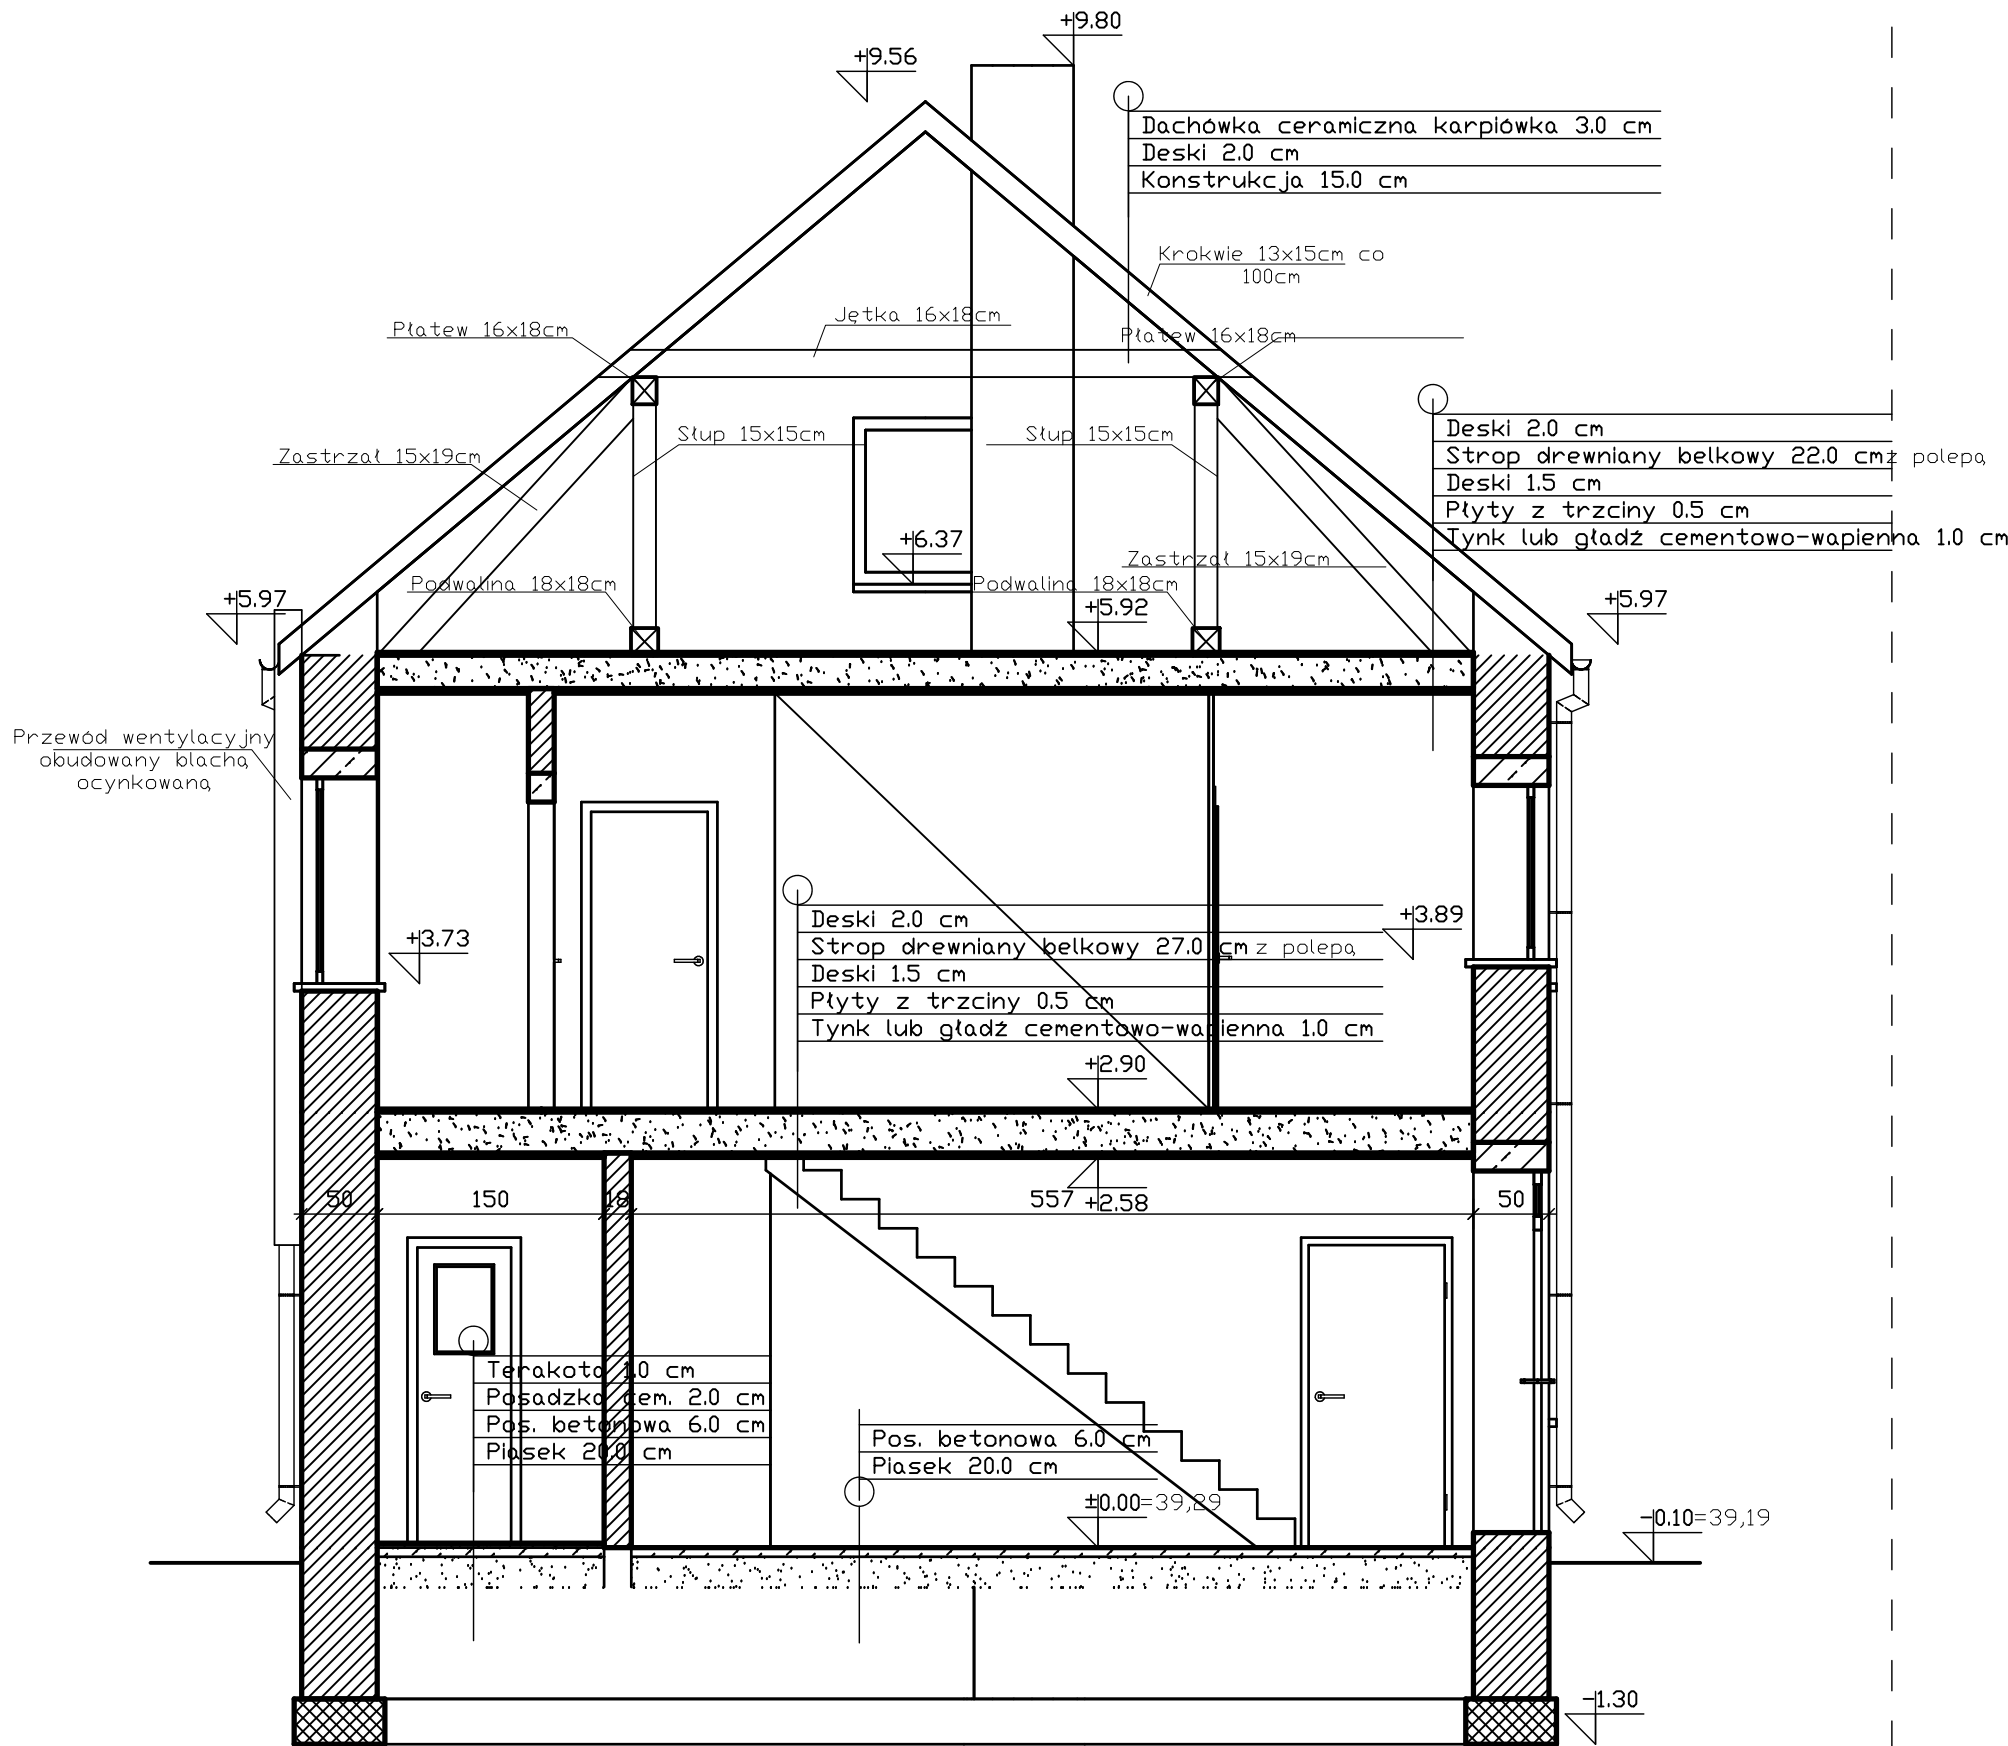 +9.80
+9.56
Dachówka ceramiczna karpiówka 3.0 cm
Deski 2.0 cm
Konstrukcja 15.0 cm
Krokwie 13x15cm co
100cm
Jętka 16x18cm
Płatew 16x18cm
Płatew 16x18cm
Deski 2.0 cm
Strop drewniany belkowy 22.0 cm z polepą
Deski 1.5 cm
Płyty z trzciny 0.5 cm
Tynk lub gładź cementowo-wapienna 1.0 cm
Słup 15x15cm
Słup 15x15cm
Zastrzał 15x19cm
+6.37
Zastrzał 15x19cm
Podwalina 18x18cm
Podwalina 18x18cm
+5.97
+5.92
+5.97
Przewód wentylacyjny
obudowany blachą
ocynkowaną
Deski 2.0 cm
Strop drewniany belkowy 27.0 cm z polepą
Deski 1.5 cm
Płyty z trzciny 0.5 cm
Tynk lub gładź cementowo-wapienna 1.0 cm
+3.73
+3.89
+2.90
50
150
18
557
+2.58
50
Terakota 1.0 cm
Posadzka cem. 2.0 cm
Pos. betonowa 6.0 cm
Piasek 20.0 cm
Pos. betonowa 6.0 cm
Piasek 20.0 cm
±0.00=39,29
-0.10=39,19
-1.30